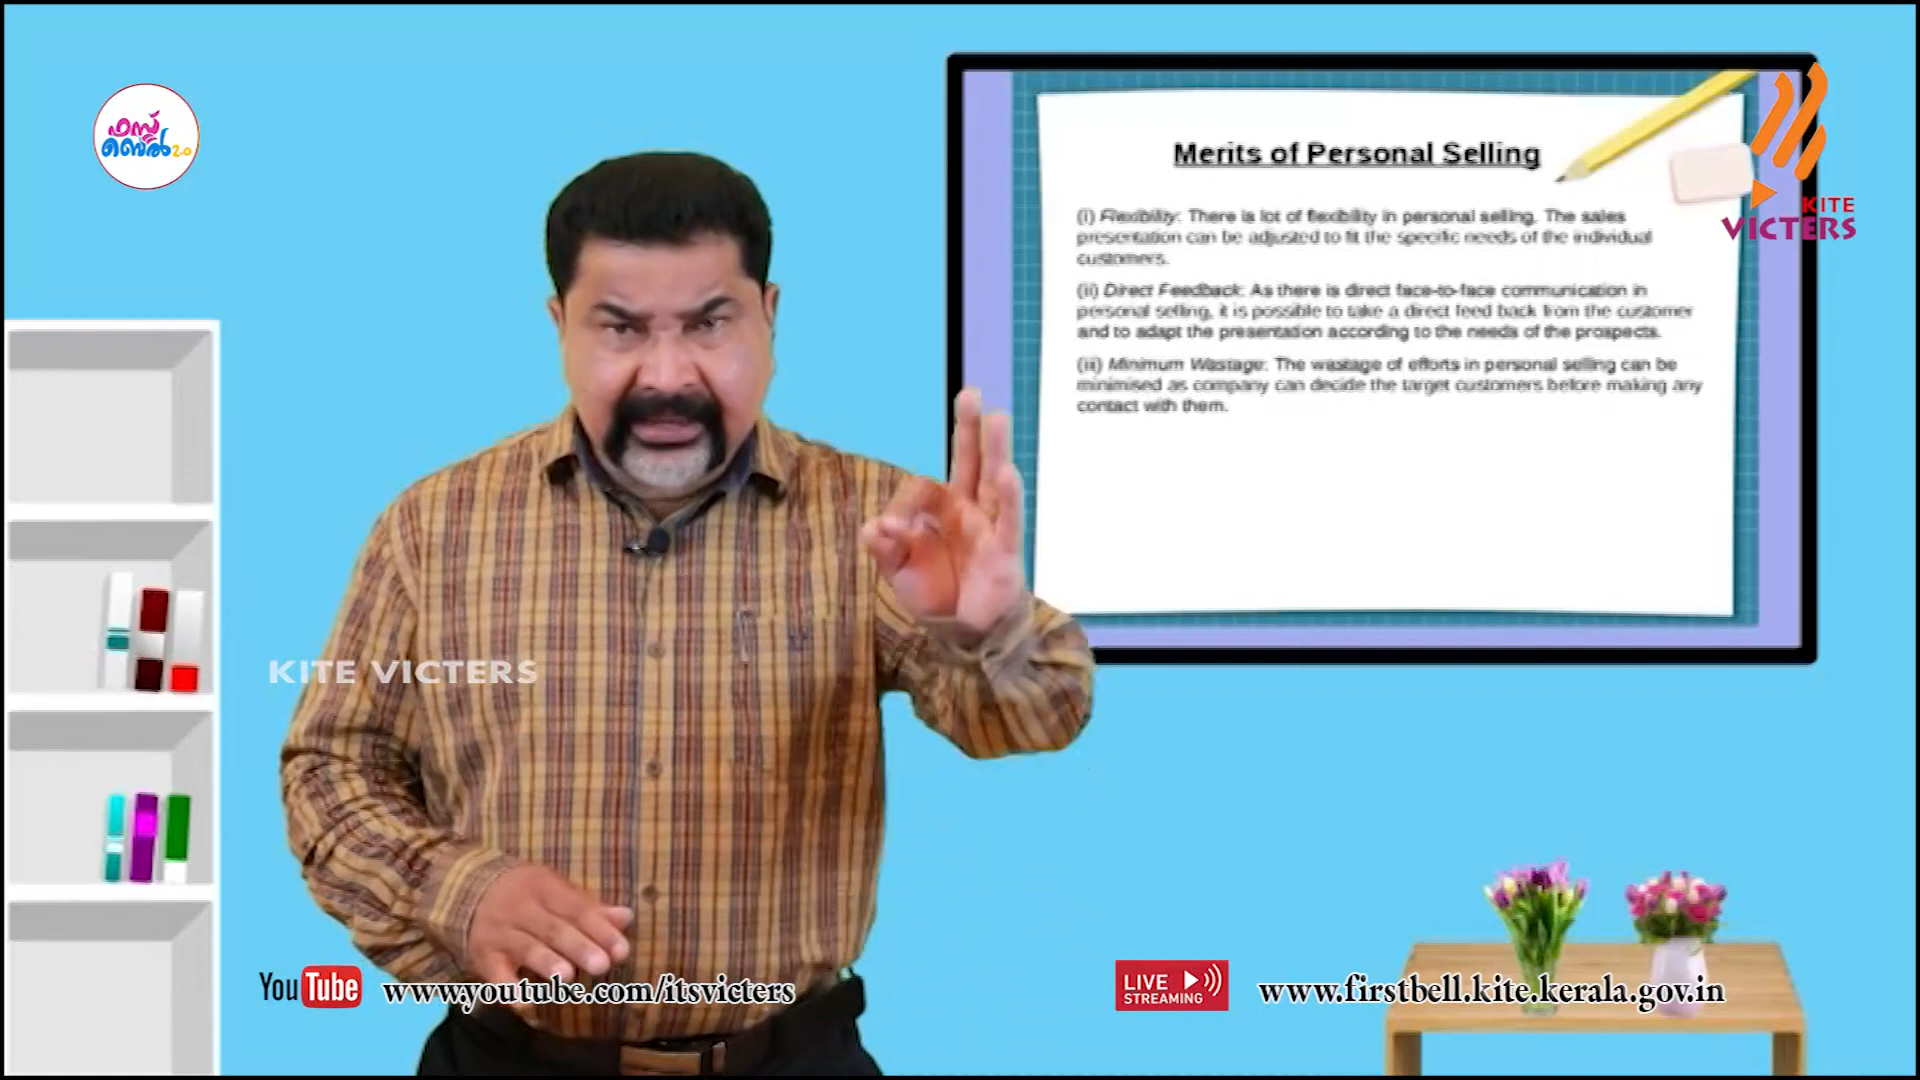 ഫസ്റ്റ്
ബെൽ 2.0
Merits of Personal Selling
(i) Flexibility: There is lot of flexibility in personal selling. The sales
presentation can be adjusted to fit the specific needs of the individual
customers.
(ii) Direct Feedback: As there is direct face-to-face communication in
personal selling, it is possible to take a direct feed back from the customer
and to adapt the presentation according to the needs of the prospects.
(iii) Minimum Wastage: The wastage of efforts in personal selling can be
minimised as company can decide the target customers before making any
contact with them.
KITE
VICTERS
KITE VICTERS
YouTube www.youtube.com/itsvicters
LIVE
STREAMING
www.firstbell.kite.kerala.gov.in